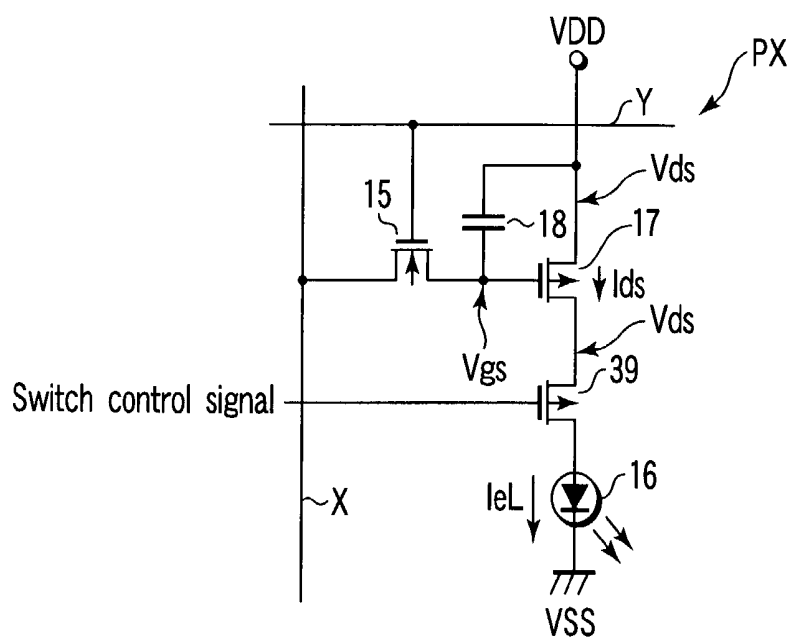 VDD
PX
Y
Vds
15
18
17
Ids
Vgs
Vds
39
Switch control signal
X
IeL
16
VSS